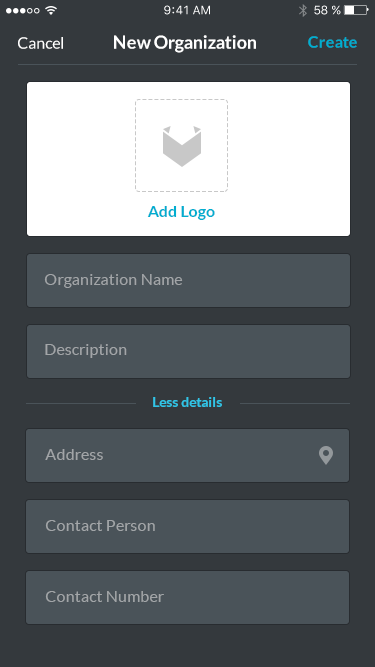 9:41 AM 58 %
Cancel New Organization Create
Add Logo
Organization Name
Description
Less details
Address
Contact Person
Contact Number